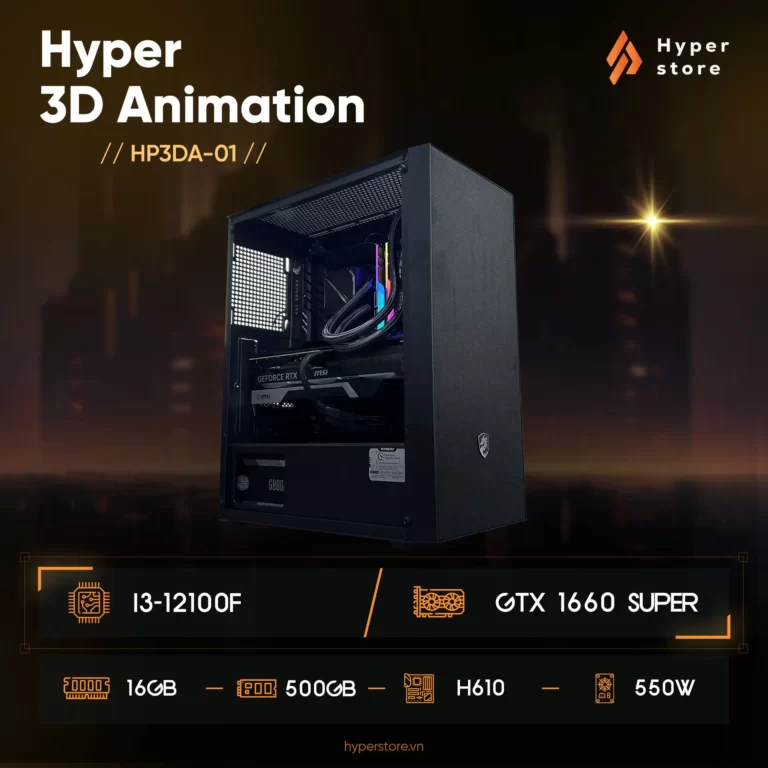 Hyper
3D Animation
// HP3DA-01 //
Hyper
store
GEFORCE RTX
msi
I3-12100F
GTX 1660 SUPER
16GB — 500GB — H610 — 550W
hyperstore.vn